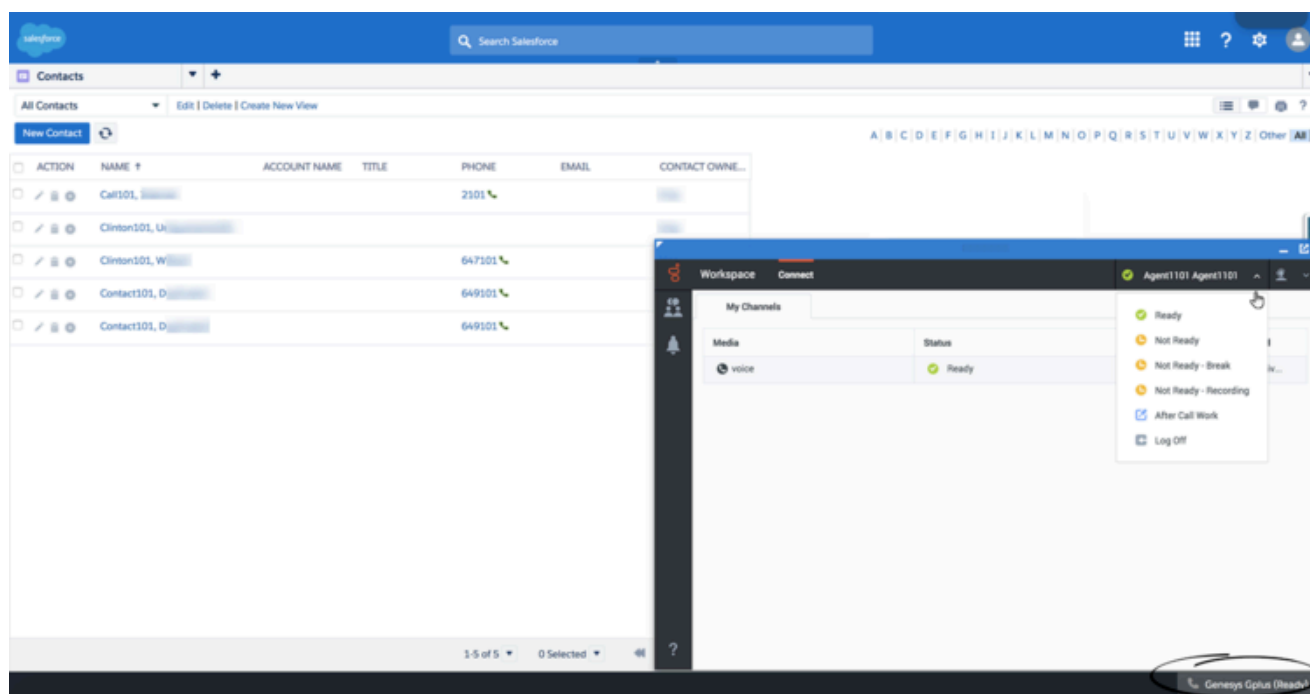 salesforce
Search Salesforce
?
Contacts
All Contacts Edit | Delete | Create New View ?
New Contact A | B | C | D | E | F | G | H | I | J | K | L | M | N | O | P | Q | R | S | T | U | V | W | X | Y | Z | Other | All
ACTION NAME ↑ ACCOUNT NAME TITLE PHONE EMAIL CONTACT OWNE...
Call101, 2101
Clinton101,
Clinton101, 647101
Contact101, D 649101
Contact101, D 649101
Workspace Connect Agent1101 Agent1101
My Channels
Media Status
voice Ready
Ready
Not Ready
Not Ready - Break
Not Ready - Recording
After Call Work
Log Off
1-5 of 5 0 Selected ?
Genesys Gplus (Ready)